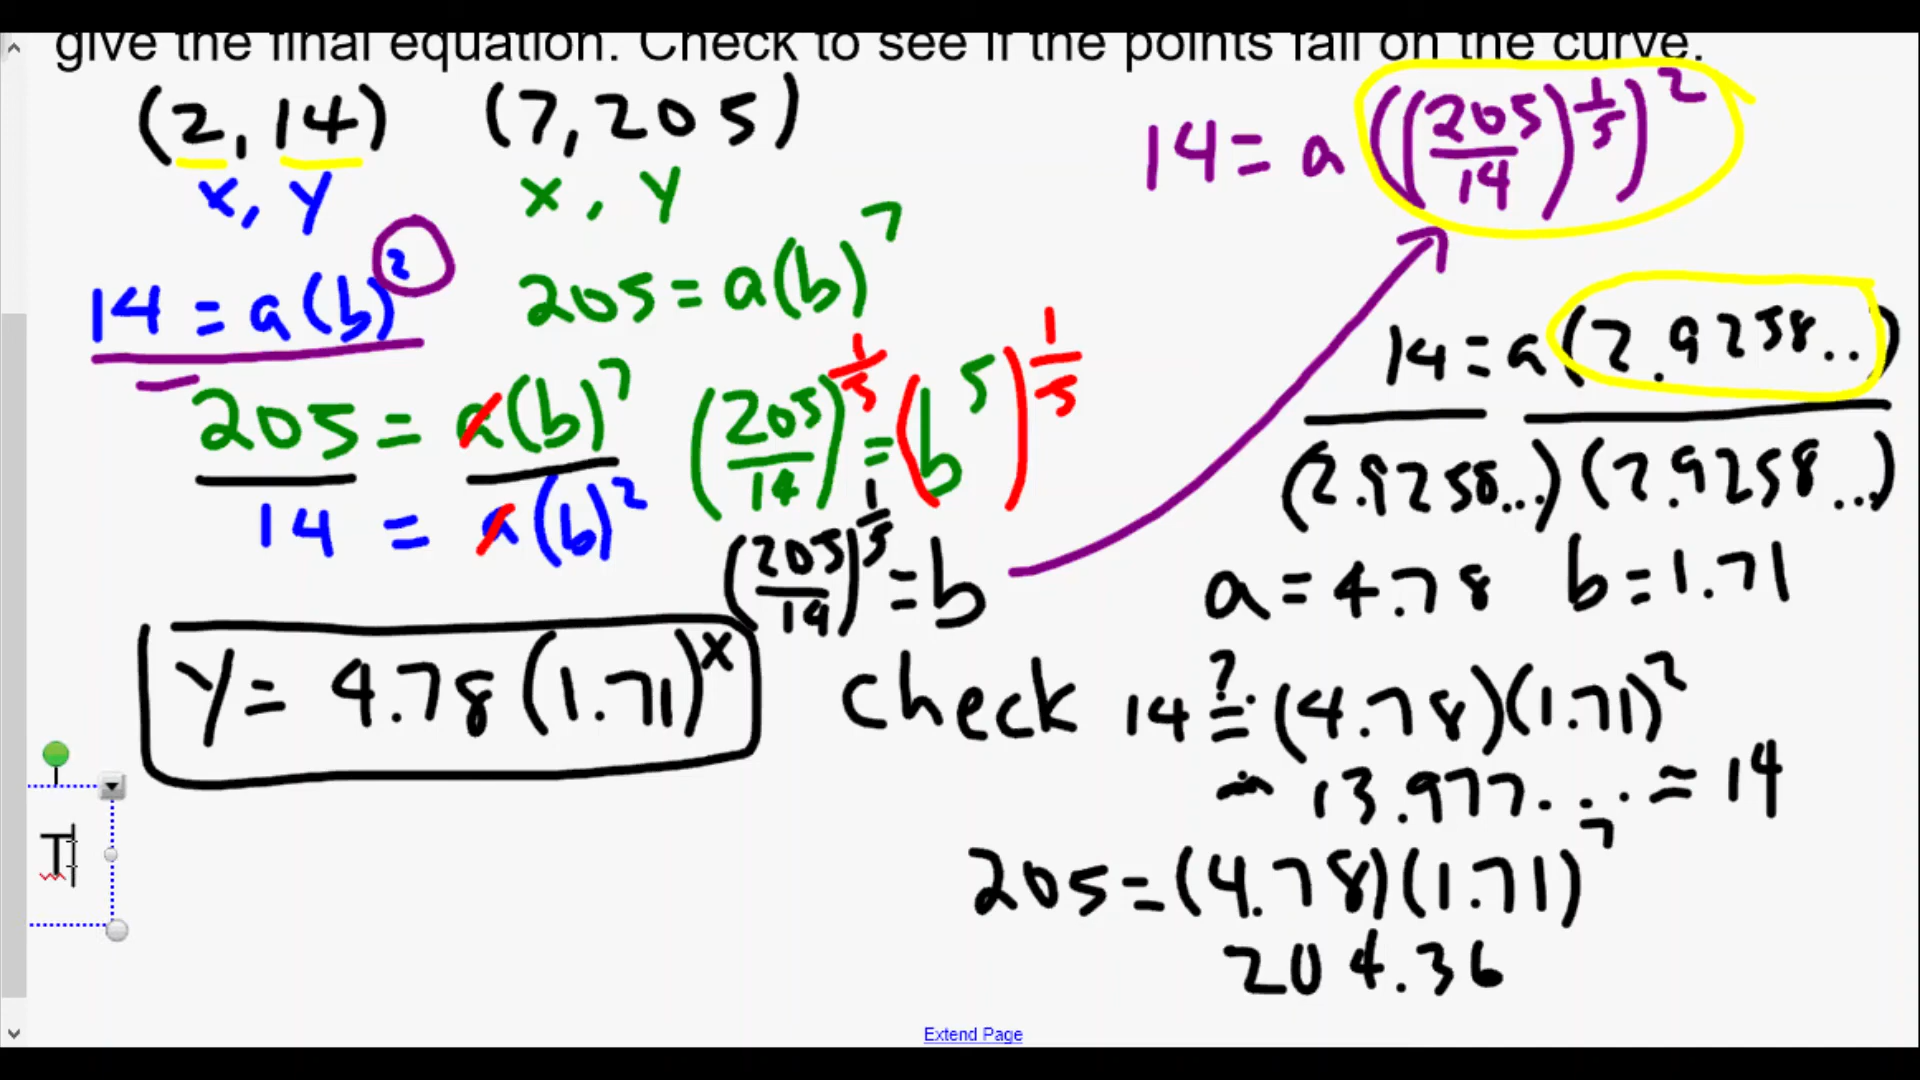 give the final equation. Check to see if the points fall on the curve.
(2, 14) (7, 205)
x, y x, y
14 = a(b)^2
205 = a(b)^7
205 = a(b)^7
14 = a(b)^2
(205/14)^1/5 = (b^5)^1/5
(205/14)^1/5 = b
y = 4.78(1.71)^x
14 = a((205/14)^1/5)^2
14 = a(2.9258..)
(2.9258..) (2.9258...)
a = 4.78 b = 1.71
Check 14 ?= (4.78)(1.71)^2
= 13.977... ≈ 14
205 = (4.78)(1.71)^7
204.36
T
Extend Page